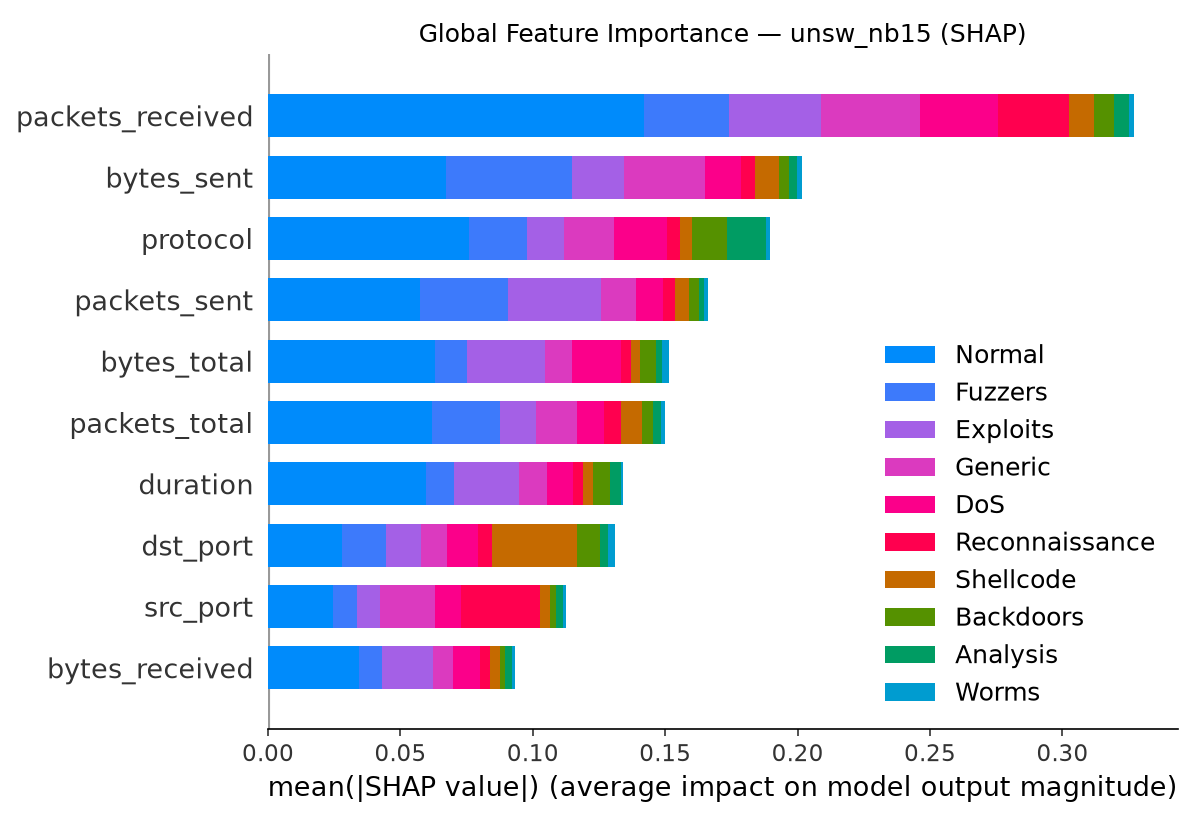 Global Feature Importance — unsw_nb15 (SHAP)
packets_received
bytes_sent
protocol
packets_sent
bytes_total
packets_total
duration
dst_port
src_port
bytes_received
Normal
Fuzzers
Exploits
Generic
DoS
Reconnaissance
Shellcode
Backdoors
Analysis
Worms
0.00 0.05 0.10 0.15 0.20 0.25 0.30
mean(|SHAP value|) (average impact on model output magnitude)